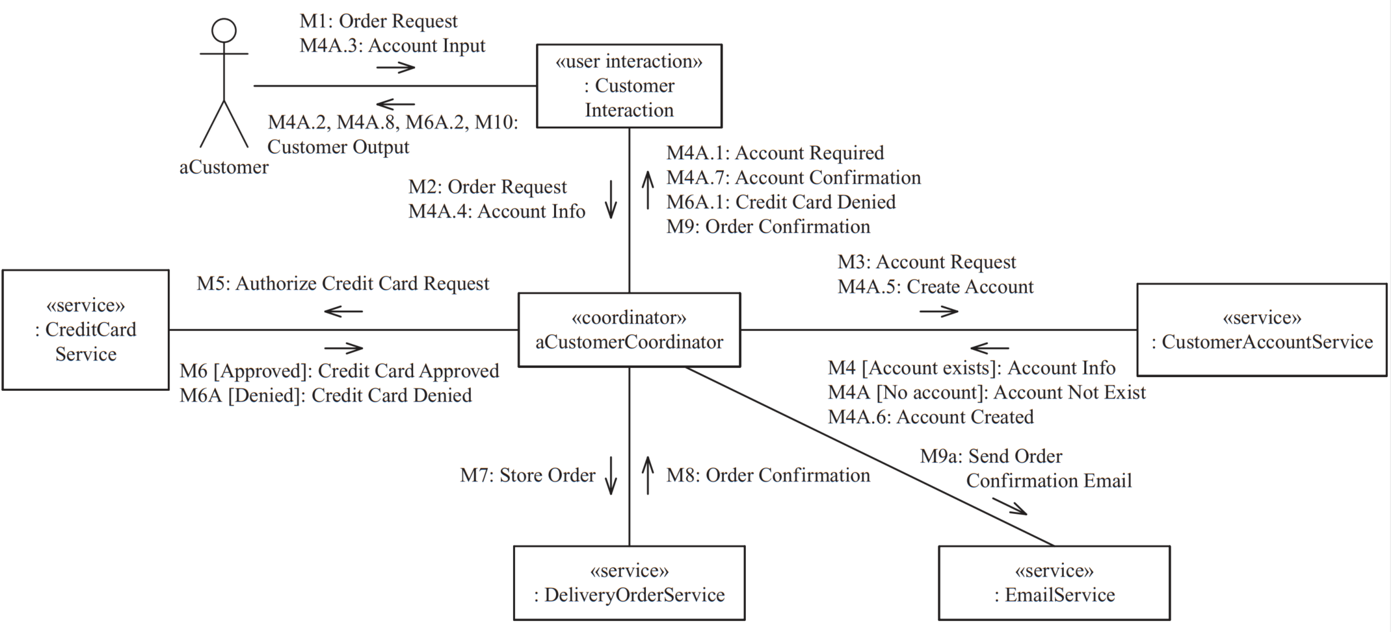 M1: Order Request
M4A.3: Account Input
«user interaction»
: Customer
Interaction
M4A.2, M4A.8, M6A.2, M10:
Customer Output
aCustomer
M4A.1: Account Required
M4A.7: Account Confirmation
M6A.1: Credit Card Denied
M9: Order Confirmation
M2: Order Request
M4A.4: Account Info
M3: Account Request
M4A.5: Create Account
M5: Authorize Credit Card Request
«service»
: CreditCard
Service
«coordinator»
aCustomerCoordinator
«service»
: CustomerAccountService
M6 [Approved]: Credit Card Approved
M6A [Denied]: Credit Card Denied
M4 [Account exists]: Account Info
M4A [No account]: Account Not Exist
M4A.6: Account Created
M7: Store Order
M8: Order Confirmation
M9a: Send Order
Confirmation Email
«service»
: DeliveryOrderService
«service»
: EmailService